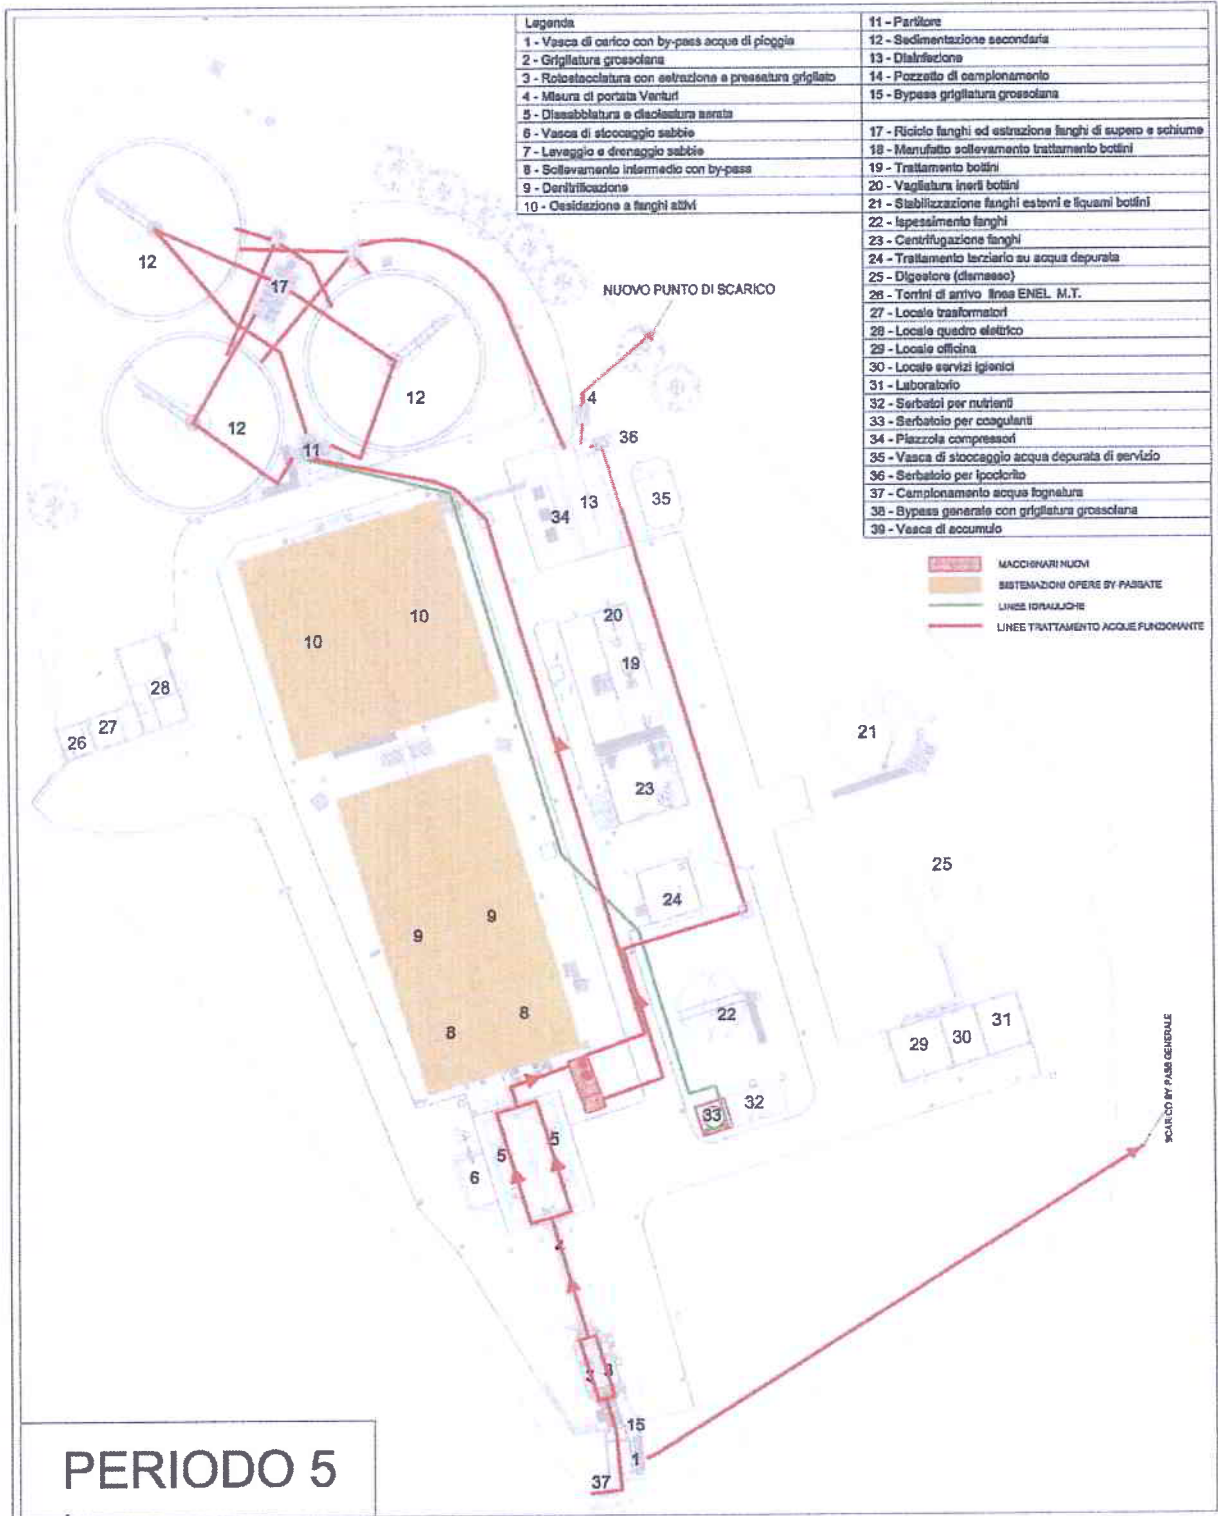 Legenda
1 - Vasca di carico con by-pass acqua di pioggia
2 - Grigliatura grossolana
3 - Rotostacciatura con estrazione e pressatura grigliato
4 - Misura di portata Venturi
5 - Dissabbiatura e disoleatura aerata
6 - Vasca di stoccaggio sabbie
7 - Lavaggio e drenaggio sabbie
8 - Sollevamento intermedio con by-pass
9 - Denitrificazione
10 - Ossidazione a fanghi attivi
11 - Partitore
12 - Sedimentazione secondaria
13 - Disinfezione
14 - Pozzetto di campionamento
15 - Bypass grigliatura grossolana
17 - Riciclo fanghi ed estrazione fanghi di supero e schiume
18 - Manufatto sollevamento trattamento bottini
19 - Trattamento bottini
20 - Vagliatura inerti bottini
21 - Stabilizzazione fanghi esterni e liquami bottini
22 - Ispessimento fanghi
23 - Centrifugazione fanghi
24 - Trattamento terziario su acqua depurata
25 - Digestore (dismesso)
26 - Torrini di arrivo linea ENEL M.T.
27 - Locale trasformatori
28 - Locale quadro elettrico
29 - Locale officina
30 - Locale servizi igienici
31 - Laboratorio
32 - Serbatoi per nutrienti
33 - Serbatoio per coagulanti
34 - Piazzola compressori
35 - Vasca di stoccaggio acqua depurata di servizio
36 - Serbatoio per ipoclorito
37 - Campionamento acque fognatura
38 - Bypass generale con grigliatura grossolana
39 - Vasca di accumulo
MACCHINARI NUOVI
SISTEMAZIONI OPERE BY-PASSATE
LINEE IDRAULICHE
LINEE TRATTAMENTO ACQUE FUNZIONANTE
12
17
NUOVO PUNTO DI SCARICO
12
4
12
11
36
13
35
34
10
10
20
19
28
27
26
21
23
25
24
9
9
22
8
8
31
30
29
33
32
5
5
6
2
3
3
15
1
37
SCARICO BY PASS GENERALE
PERIODO 5